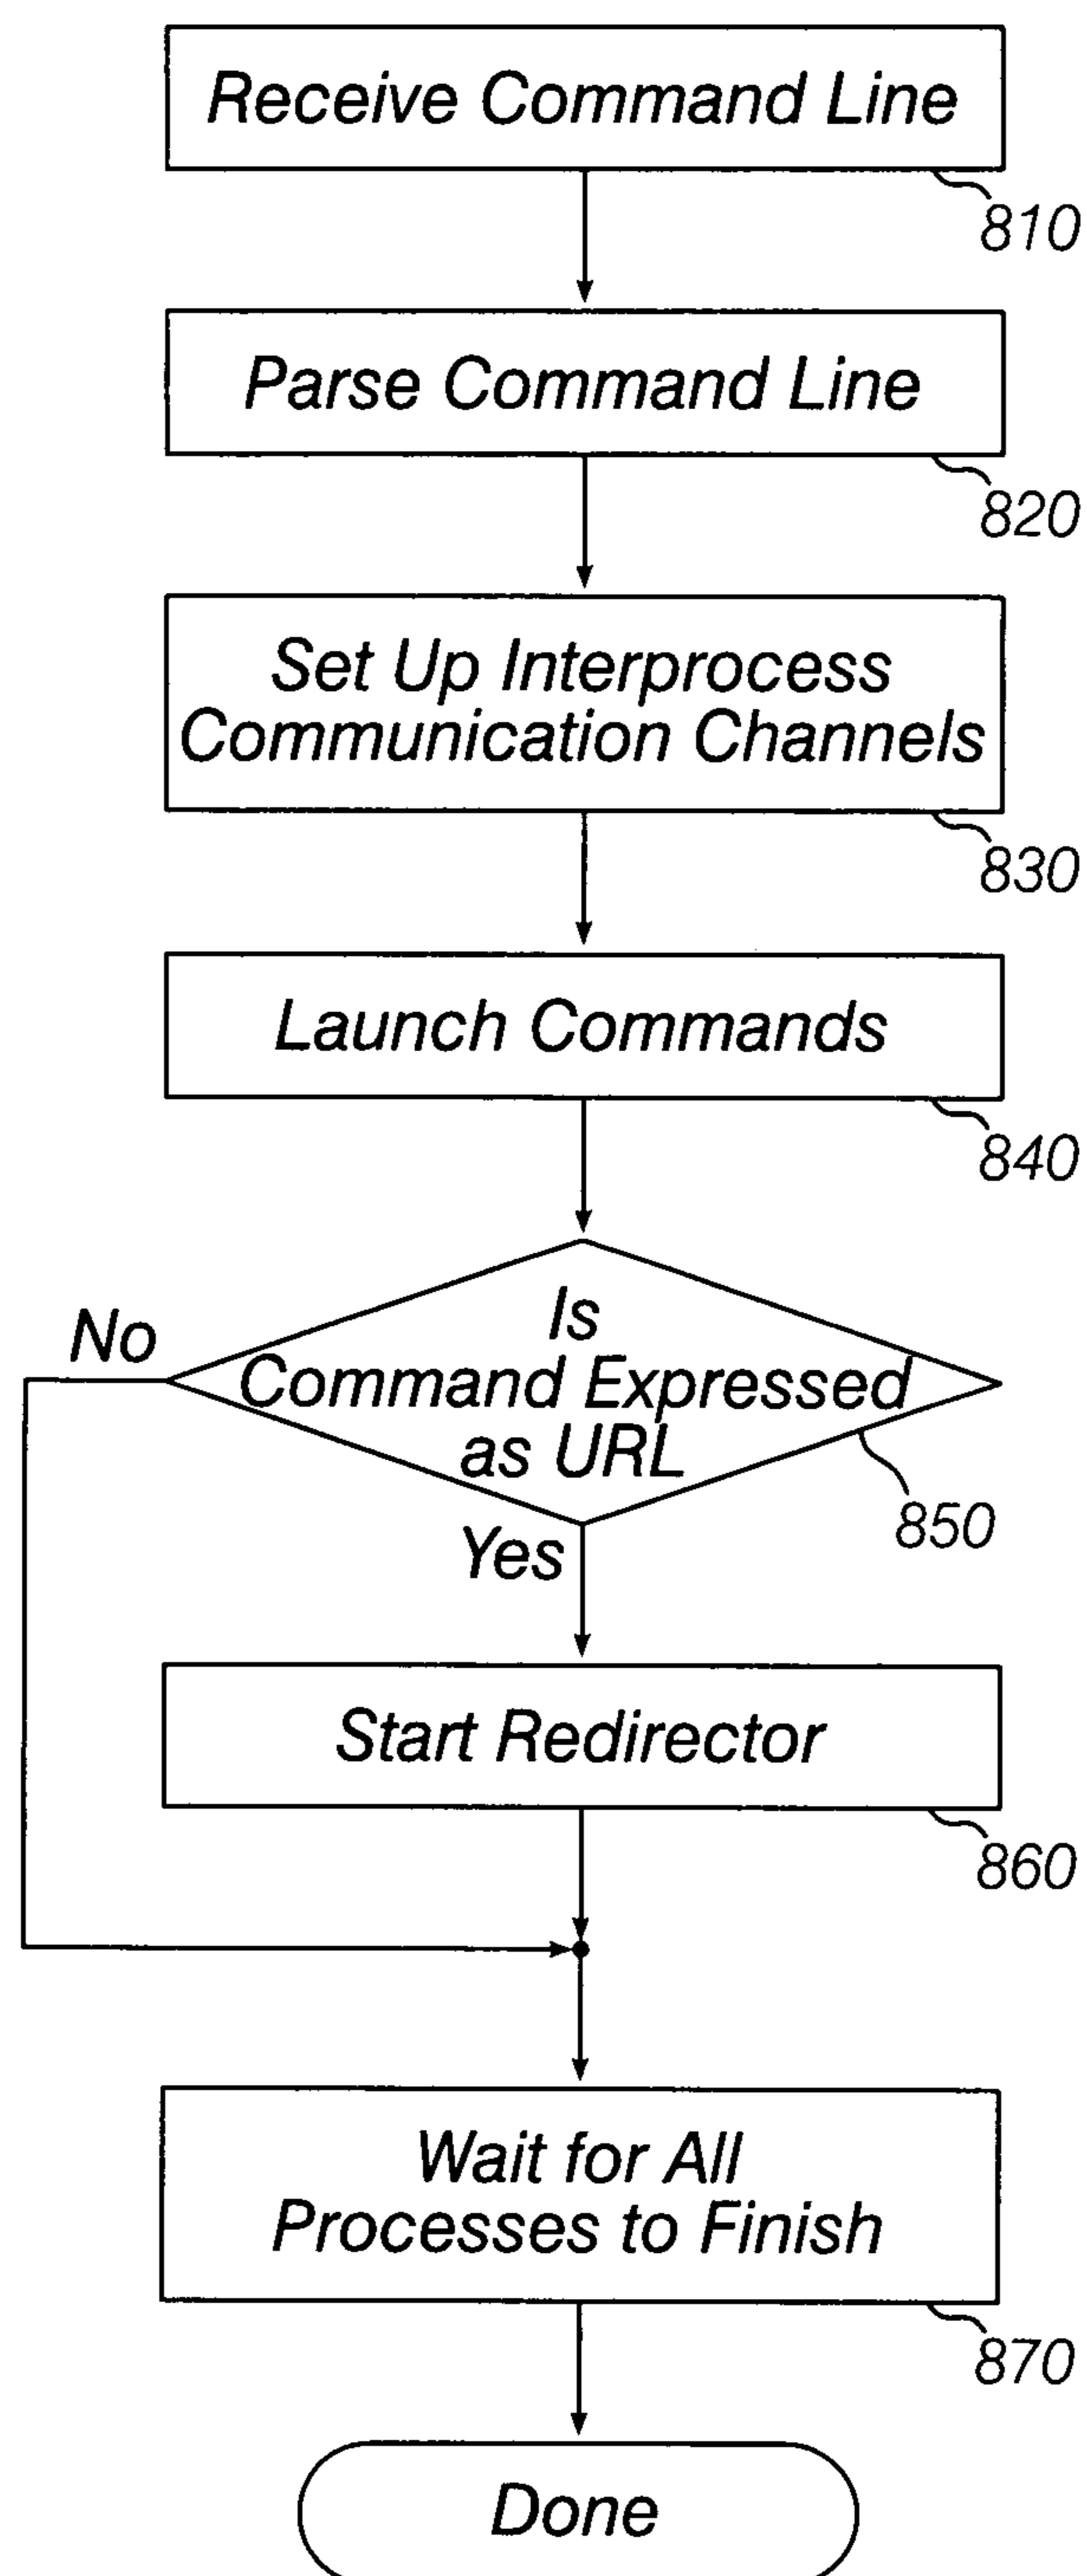 Receive Command Line
810
Parse Command Line
820
Set Up Interprocess
Communication Channels
830
Launch Commands
840
Is
Command Expressed
as URL
No
850
Yes
Start Redirector
860
Wait for All
Processes to Finish
870
Done